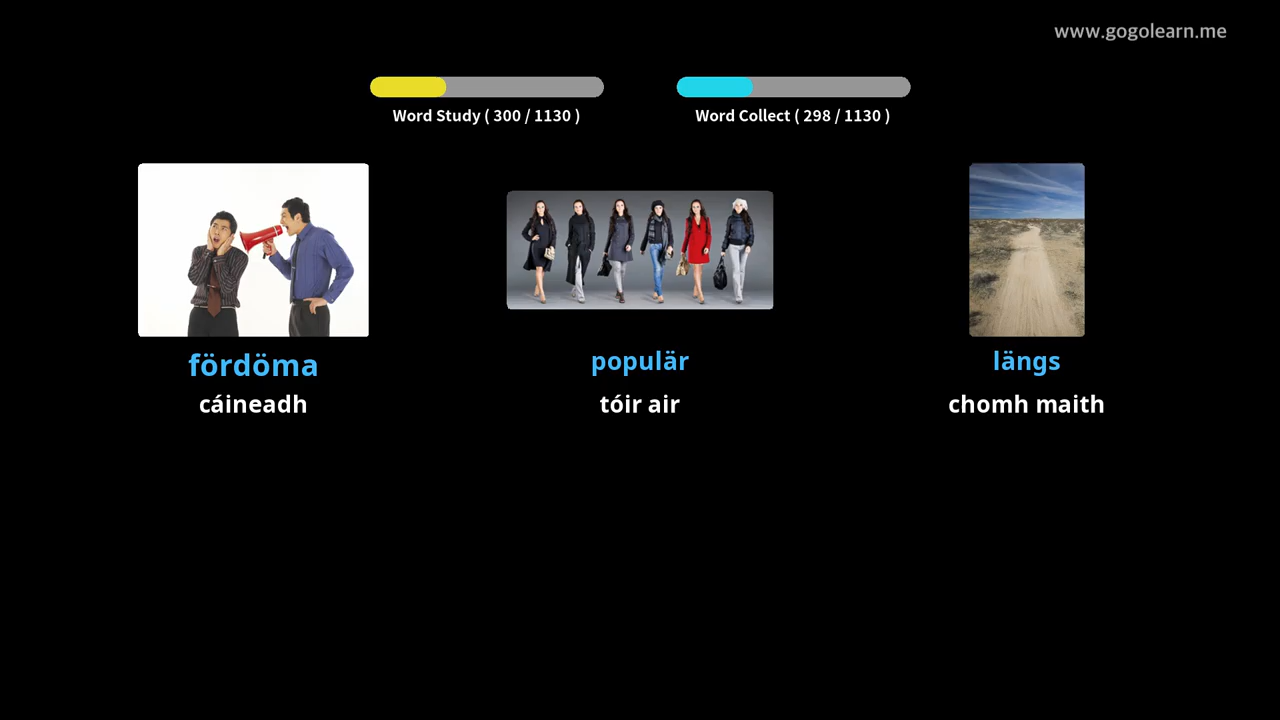 www.gogolearn.me
Word Study ( 300 / 1130 )
Word Collect ( 298 / 1130 )
fördöma
cáineadh
populär
tóir air
längs
chomh maith